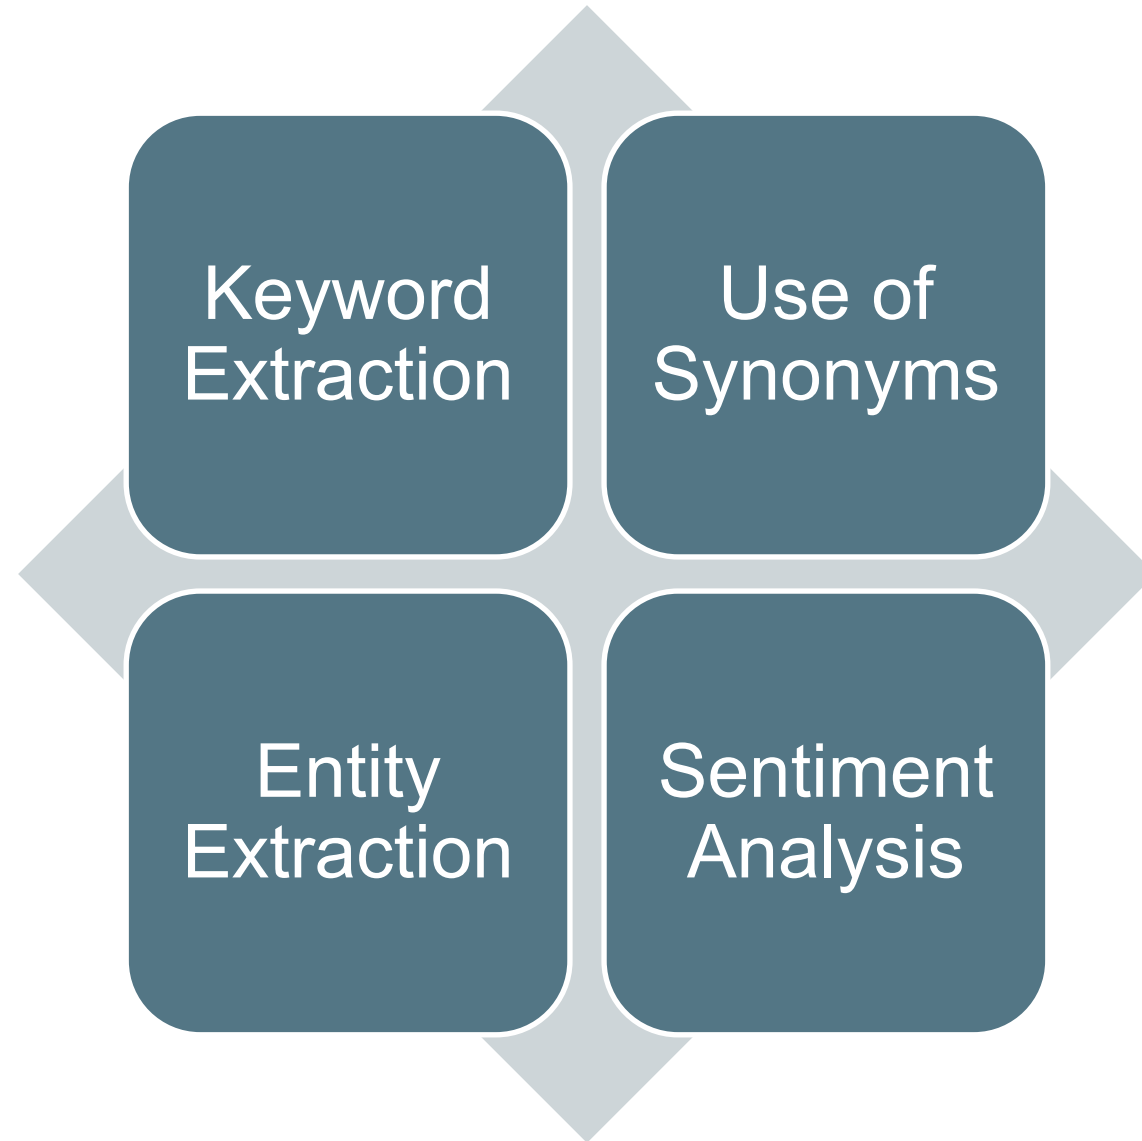 Keyword
Extraction
Use of
Synonyms
Entity
Extraction
Sentiment
Analysis